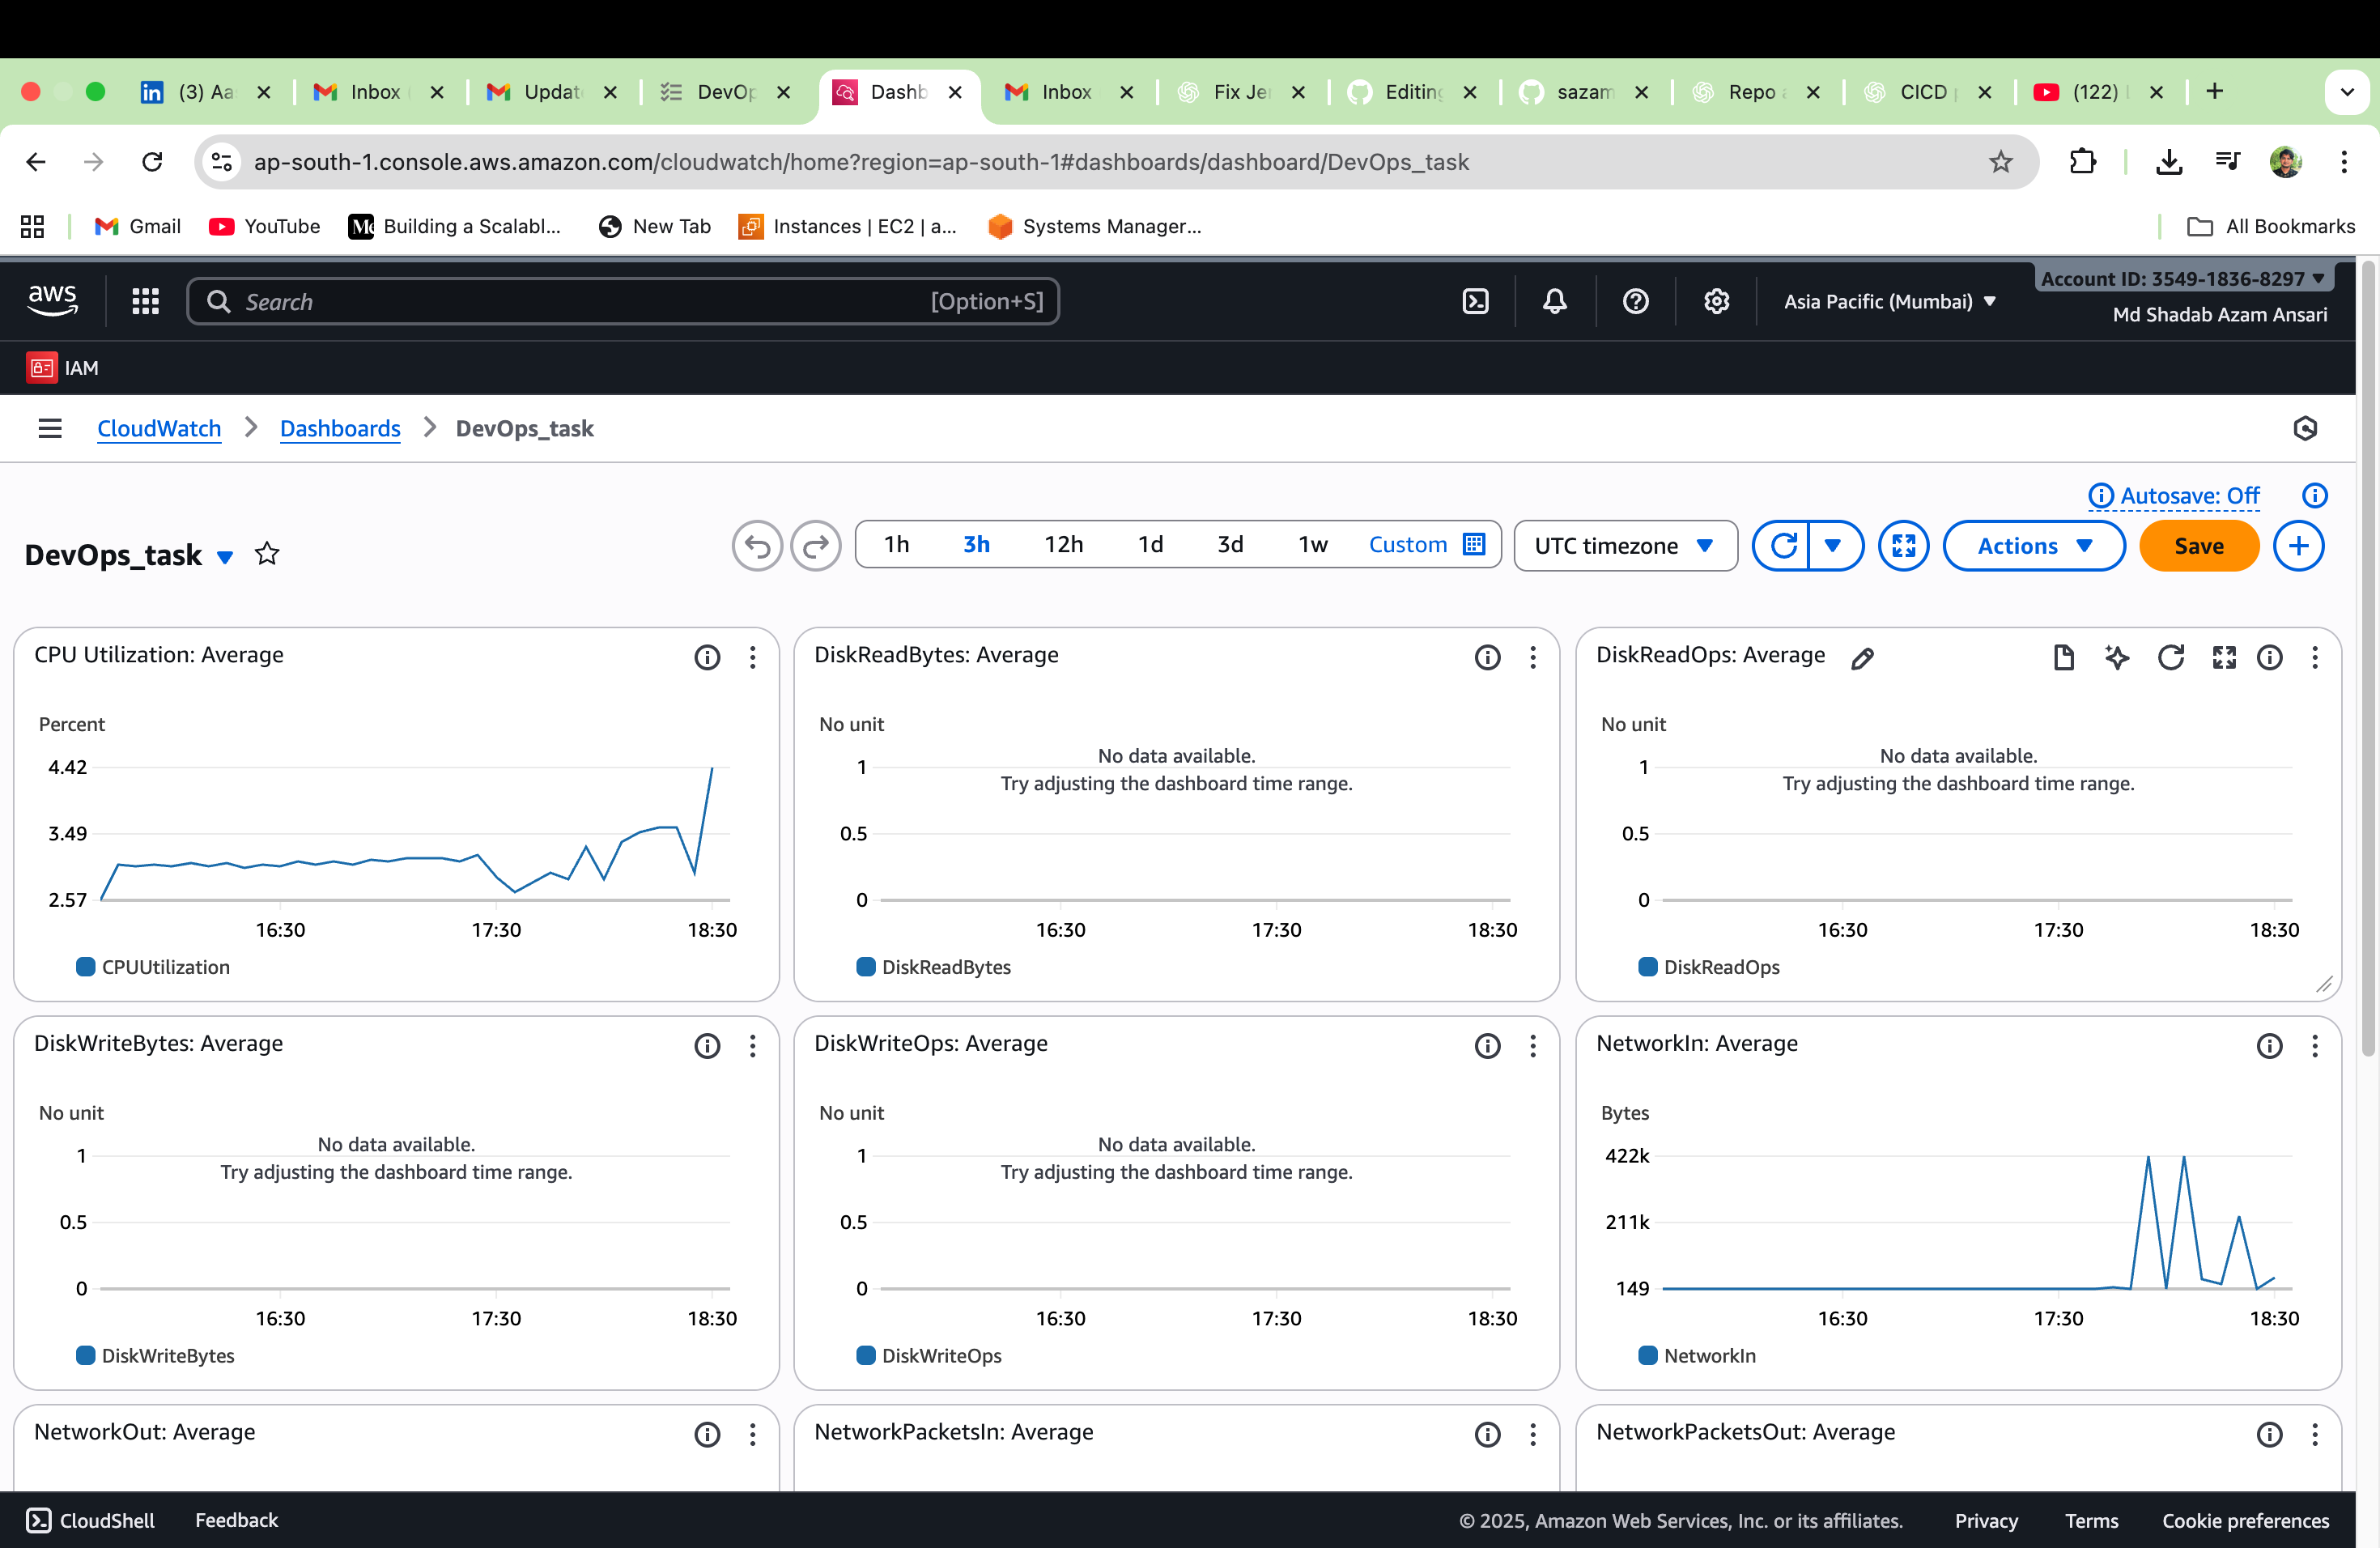 (3) Aa
Inbox
Updat
DevOp
Dashb
Inbox
Fix Je
Editing
sazam
Repo
CICD
(122)
ap-south-1.console.aws.amazon.com/cloudwatch/home?region=ap-south-1#dashboards/dashboard/DevOps_task
Gmail
YouTube
Building a Scalabl...
New Tab
Instances | EC2 | a...
Systems Manager...
All Bookmarks
aws
Search
[Option+S]
Asia Pacific (Mumbai)
Account ID: 3549-1836-8297
Md Shadab Azam Ansari
IAM
CloudWatch
Dashboards
DevOps_task
Autosave: Off
DevOps_task
1h
3h
12h
1d
3d
1w
Custom
UTC timezone
Actions
Save
CPU Utilization: Average
Percent
4.42
3.49
2.57
16:30
17:30
18:30
CPUUtilization
DiskReadBytes: Average
No unit
No data available.
Try adjusting the dashboard time range.
1
0.5
0
16:30
17:30
18:30
DiskReadBytes
DiskReadOps: Average
No unit
No data available.
Try adjusting the dashboard time range.
1
0.5
0
16:30
17:30
18:30
DiskReadOps
DiskWriteBytes: Average
No unit
No data available.
Try adjusting the dashboard time range.
1
0.5
0
16:30
17:30
18:30
DiskWriteBytes
DiskWriteOps: Average
No unit
No data available.
Try adjusting the dashboard time range.
1
0.5
0
16:30
17:30
18:30
DiskWriteOps
NetworkIn: Average
Bytes
422k
211k
149
16:30
17:30
18:30
NetworkIn
NetworkOut: Average
NetworkPacketsIn: Average
NetworkPacketsOut: Average
CloudShell
Feedback
© 2025, Amazon Web Services, Inc. or its affiliates.
Privacy
Terms
Cookie preferences